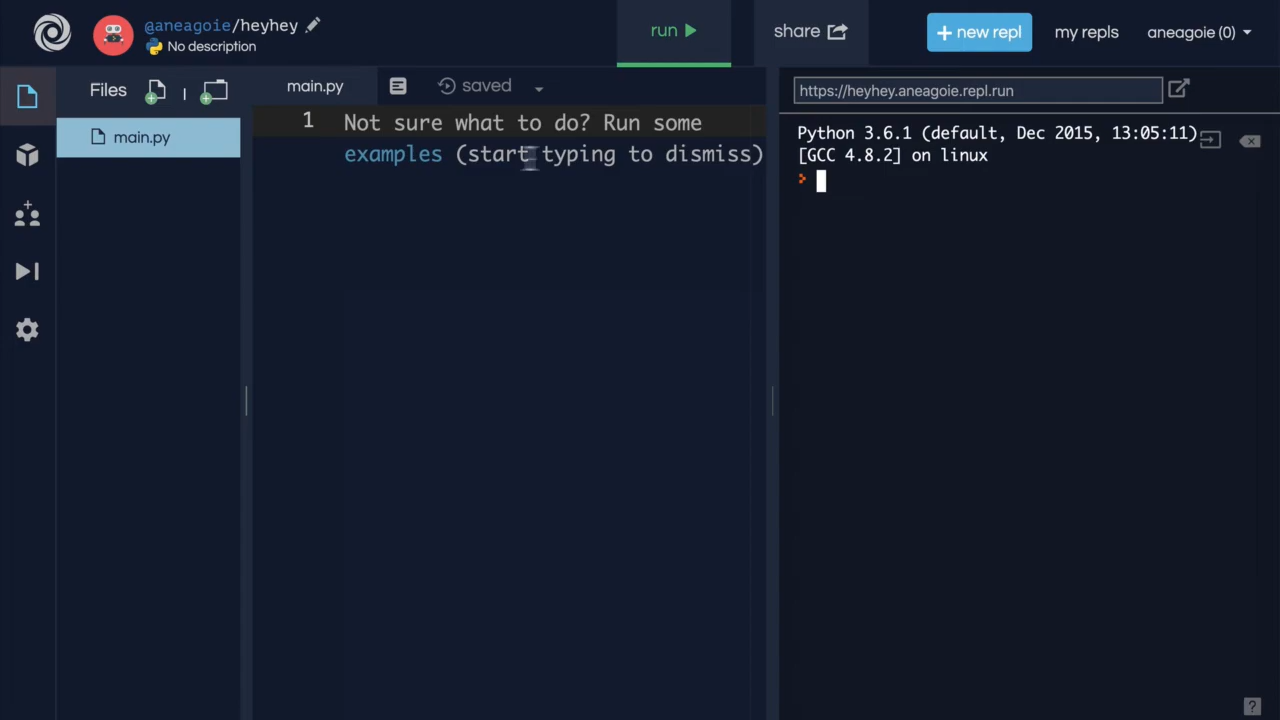 @aneagoie/heyhey
No description
run
share
+ new repl
my repls
aneagoie (0)
Files
main.py
saved
main.py
1
Not sure what to do? Run some
examples (start typing to dismiss)
https://heyhey.aneagoie.repl.run
Python 3.6.1 (default, Dec 2015, 13:05:11)
[GCC 4.8.2] on linux
>
?